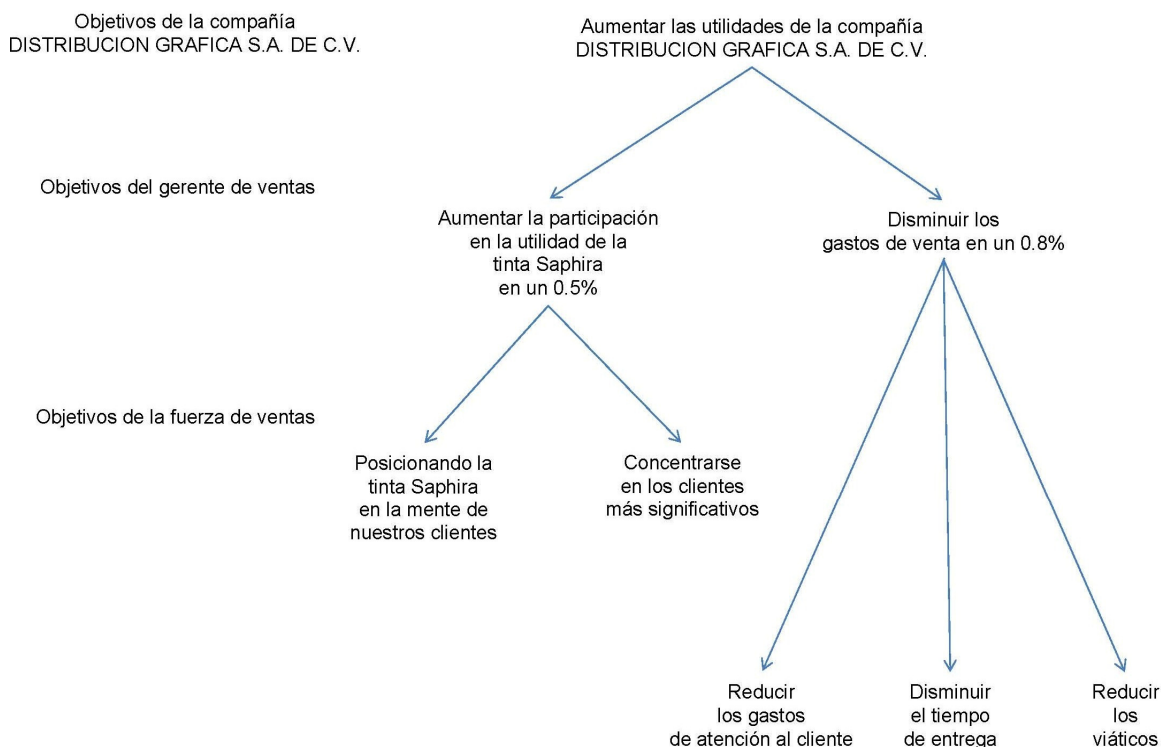 Objetivos de la compañía
DISTRIBUCION GRAFICA S.A. DE C.V.
Aumentar las utilidades de la compañía
DISTRIBUCION GRAFICA S.A. DE C.V.
Objetivos del gerente de ventas
Aumentar la participación
en la utilidad de la
tinta Saphira
en un 0.5%
Disminuir los
gastos de venta en un 0.8%
Objetivos de la fuerza de ventas
Posicionando la
tinta Saphira
en la mente de
nuestros clientes
Concentrarse
en los clientes
más significativos
Reducir
los gastos
de atención al cliente
Disminuir
el tiempo
de entrega
Reducir
los
viáticos